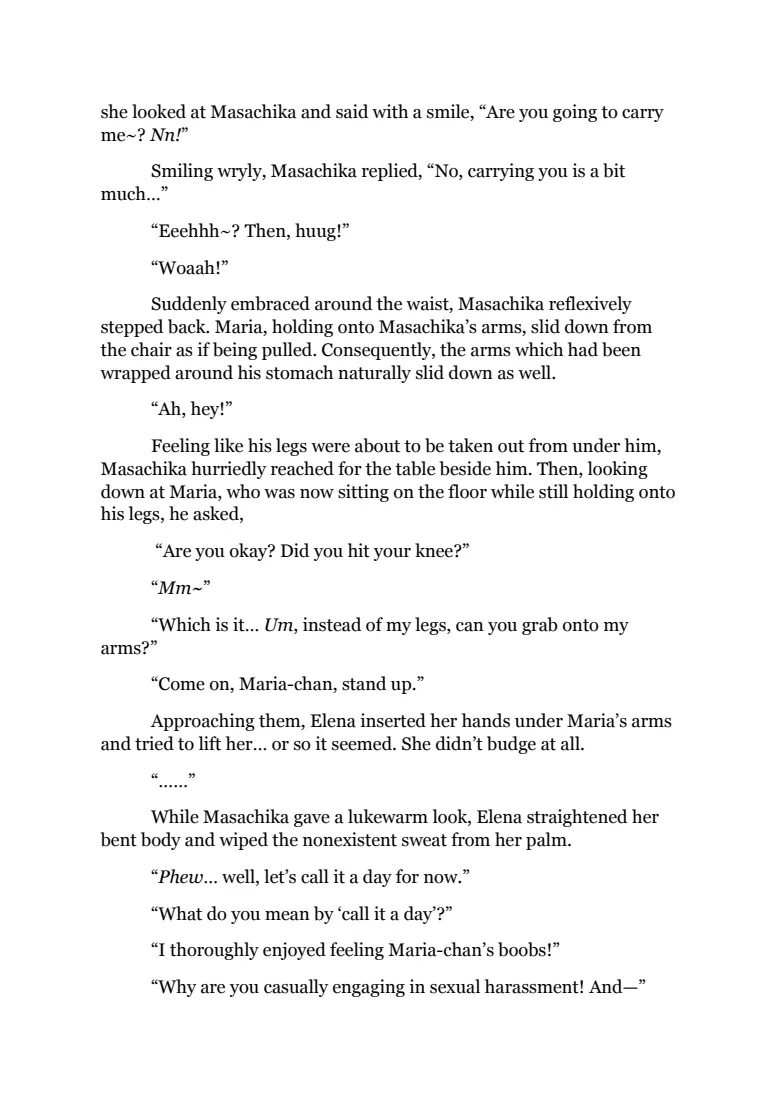 she looked at Masachika and said with a smile, “Are you going to carry
me~? Nn!”
Smiling wryly, Masachika replied, “No, carrying you is a bit
much...”
“Eeehhh~? Then, huug!”
“Woaah!”
Suddenly embraced around the waist, Masachika reflexively
stepped back. Maria, holding onto Masachika’s arms, slid down from
the chair as if being pulled. Consequently, the arms which had been
wrapped around his stomach naturally slid down as well.
“Ah, hey!”
Feeling like his legs were about to be taken out from under him,
Masachika hurriedly reached for the table beside him. Then, looking
down at Maria, who was now sitting on the floor while still holding onto
his legs, he asked,
“Are you okay? Did you hit your knee?”
“Mm~”
“Which is it... Um, instead of my legs, can you grab onto my
arms?”
“Come on, Maria-chan, stand up.”
Approaching them, Elena inserted her hands under Maria’s arms
and tried to lift her... or so it seemed. She didn’t budge at all.
“......”
While Masachika gave a lukewarm look, Elena straightened her
bent body and wiped the nonexistent sweat from her palm.
“Phew... well, let’s call it a day for now.”
“What do you mean by ‘call it a day’?”
“I thoroughly enjoyed feeling Maria-chan’s boobs!”
“Why are you casually engaging in sexual harassment! And—”